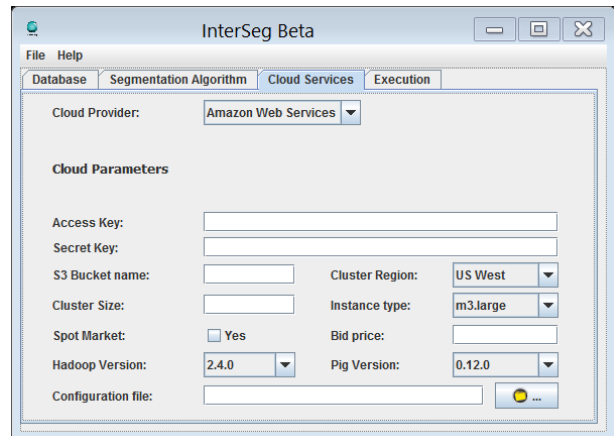 InterSeg Beta
File Help
Database Segmentation Algorithm Cloud Services Execution
Cloud Provider: Amazon Web Services
Cloud Parameters
Access Key:
Secret Key:
S3 Bucket name: Cluster Region: US West
Cluster Size: Instance type: m3.large
Spot Market: Yes Bid price:
Hadoop Version: 2.4.0 Pig Version: 0.12.0
Configuration file: ...